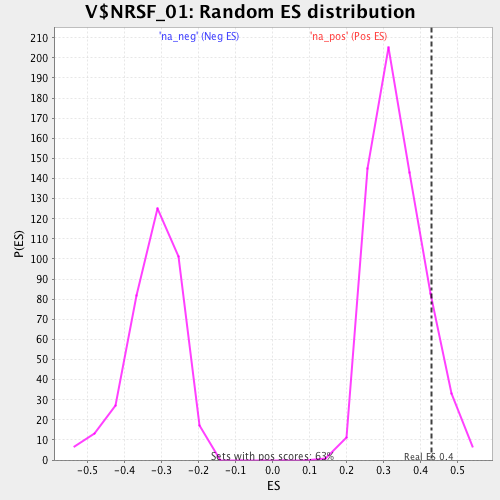 V$NRSF_01: Random ES distribution
'na_neg' (Neg ES)
'na_pos' (Pos ES)
210
200
190
180
170
160
150
140
130
120
110
100
90
80
70
60
50
40
30
20
10
0
P(ES)
Sets with pos scores: 63%
Real ES 0.4
-0.5 -0.4 -0.3 -0.2 -0.1 0.0 0.1 0.2 0.3 0.4 0.5
ES